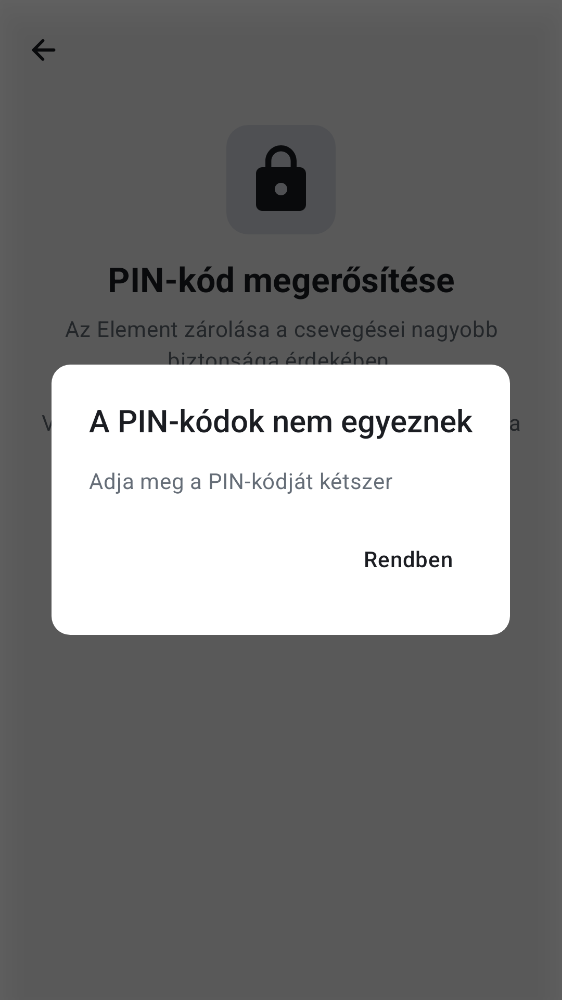 PIN-kód megerősítése
Az Element zárolása a csevegései nagyobb
biztonsága érdekében.
A PIN-kódok nem egyeznek
Adja meg a PIN-kódját kétszer
Rendben